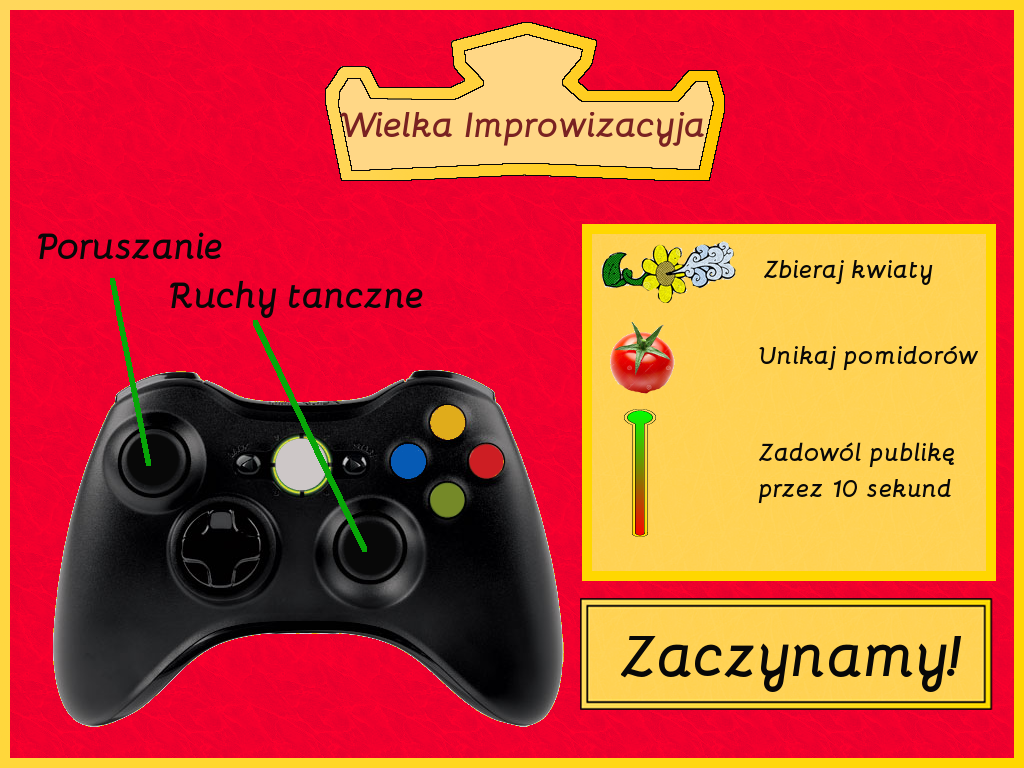 Wielka Improwizacyja
Poruszanie
Ruchy tanczne
Zbieraj kwiaty
Unikaj pomidorów
Zadowól publikę
przez 10 sekund
Zaczynamy!